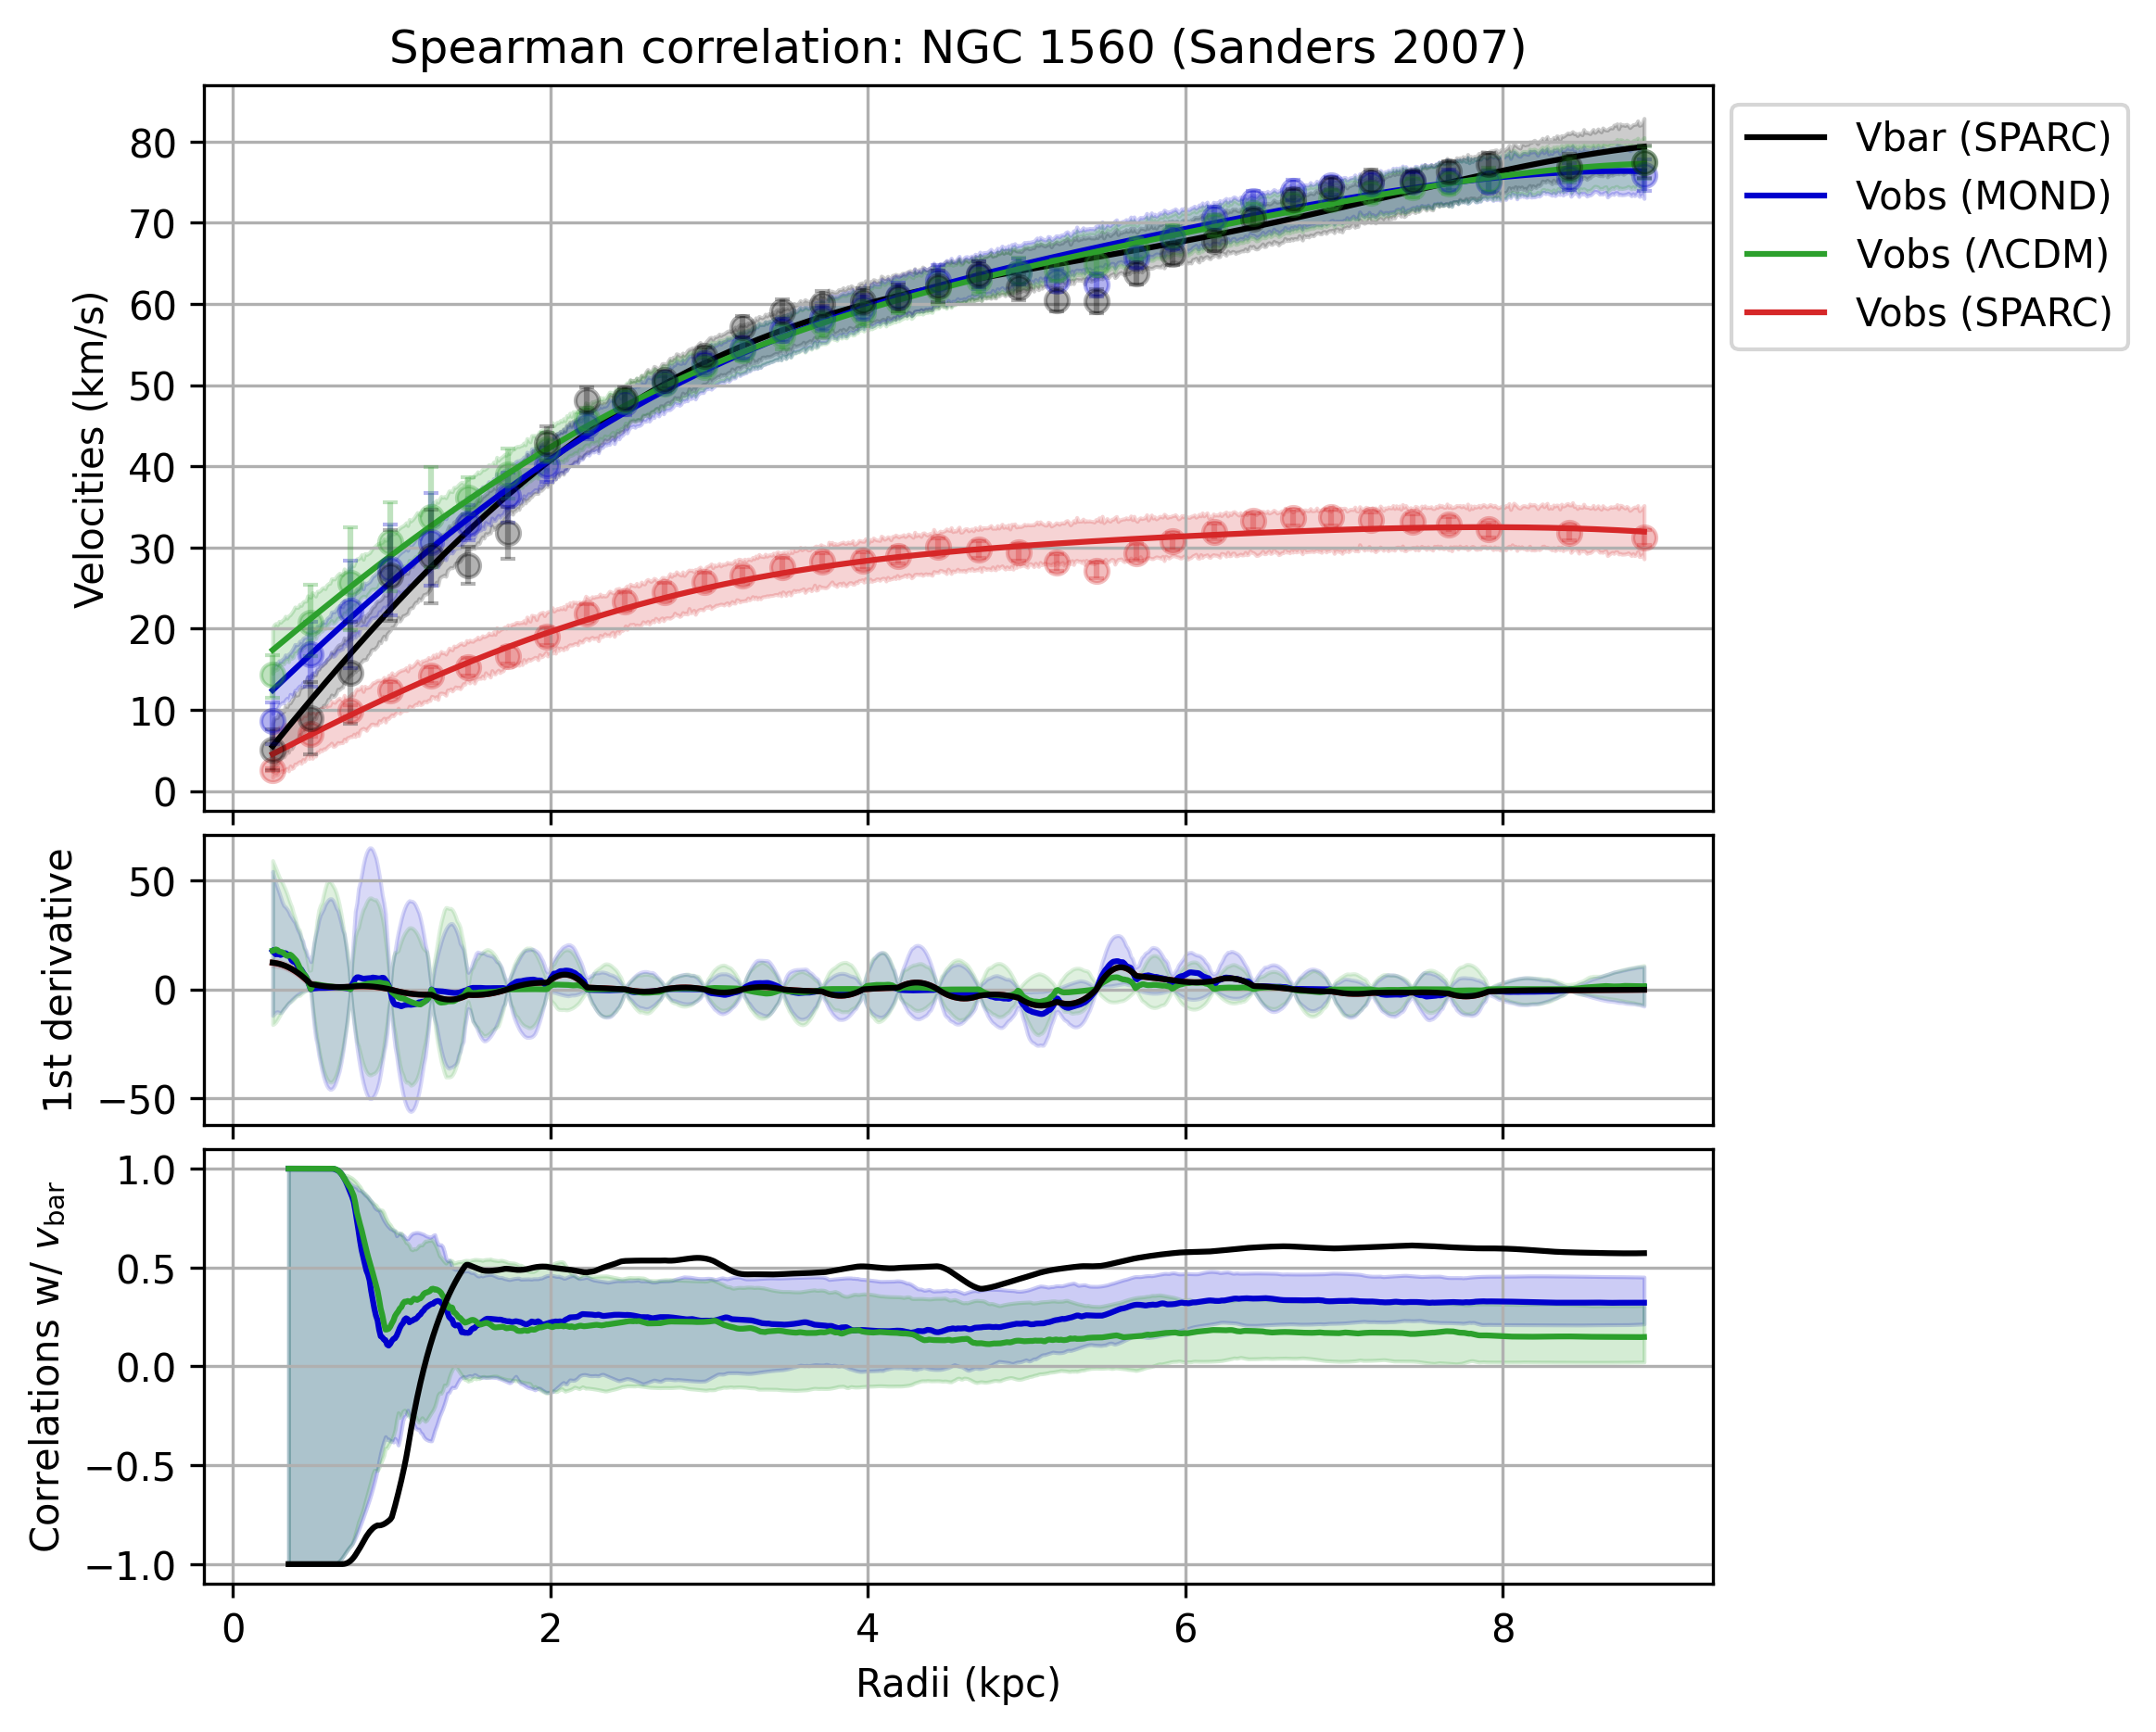 Spearman correlation: NGC 1560 (Sanders 2007)
Vbar (SPARC)
Vobs (MOND)
Vobs (ΛCDM)
Vobs (SPARC)
Velocities (km/s)
80
70
60
50
40
30
20
10
0
1st derivative
50
0
−50
Correlations w/ vbar
1.0
0.5
0.0
−0.5
−1.0
0 2 4 6 8
Radii (kpc)